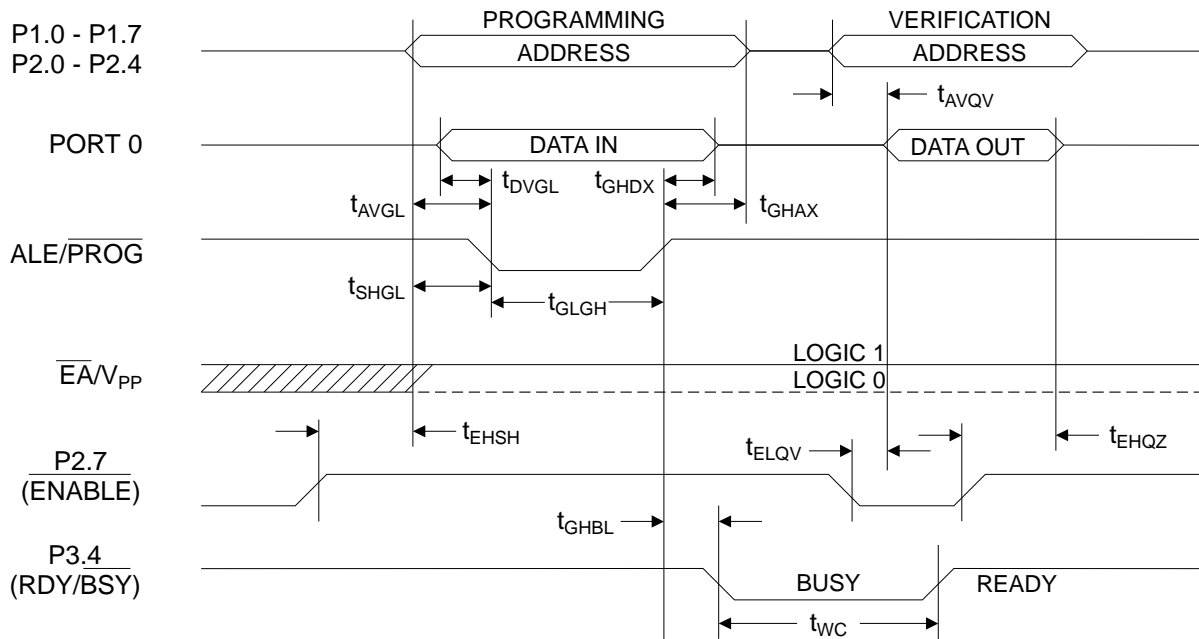 PROGRAMMING
VERIFICATION
P1.0 - P1.7
P2.0 - P2.4
ADDRESS
ADDRESS
tAVQV
PORT 0
DATA IN
DATA OUT
tDVGL
tGHDX
tAVGL
tGHAX
ALE/PROG
tSHGL
tGLGH
LOGIC 1
EA/VPP
LOGIC 0
tEHSH
tELQV
tEHQZ
P2.7
(ENABLE)
tGHBL
P3.4
(RDY/BSY)
BUSY
READY
tWC